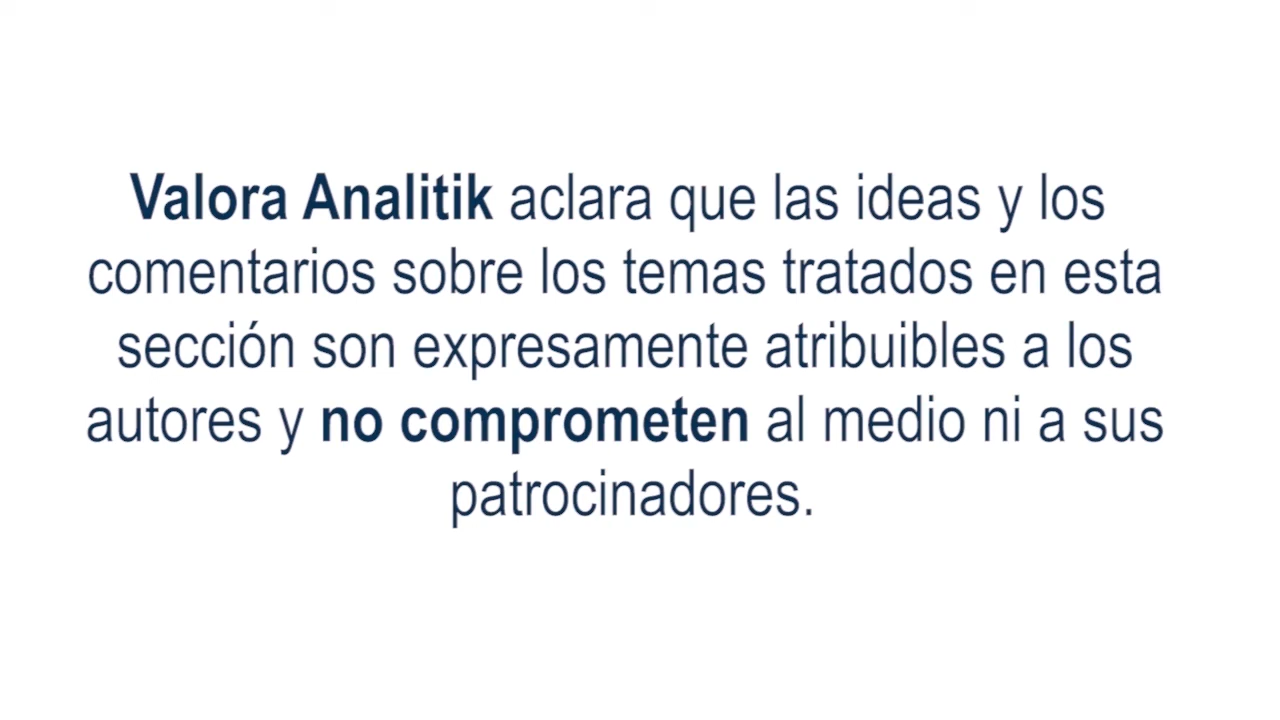 Valora Analitik aclara que las ideas y los
comentarios sobre los temas tratados en esta
sección son expresamente atribuibles a los
autores y no comprometen al medio ni a sus
patrocinadores.